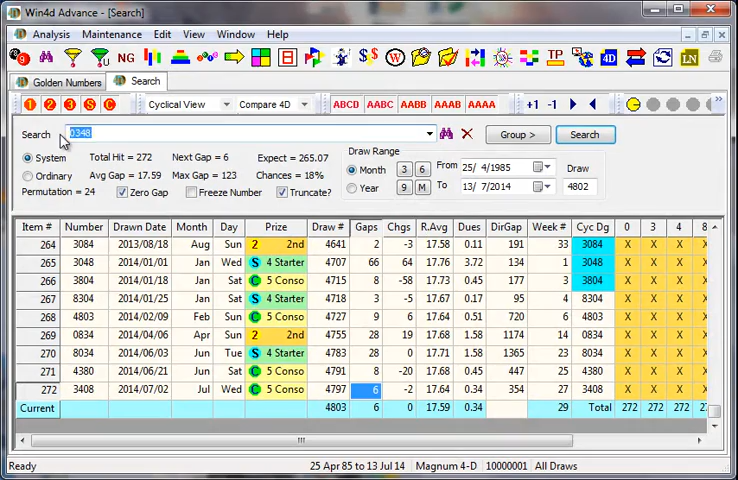 Win4d Advance - [Search]
Analysis Maintenance Edit View Window Help
9 NG $$ W TP 4D LN
Golden Numbers Search
1 2 3 S C Cyclical View Compare 4D ABCD AABC AABB AAAB AAAA +1 -1
Search 0348 Group > Search
System Total Hit = 272 Next Gap = 6 Expect = 265.07 Draw Range
Ordinary Avg Gap = 17.59 Max Gap = 123 Chances = 18% Month 3 6 From 25/ 4/1985 Draw
Permutation = 24 Zero Gap Freeze Number Truncate? Year 9 M To 13/ 7/2014 4802
Item # Number Drawn Date Month Day Prize Draw # Gaps Chgs R.Avg Dues DirGap Week # Cyc Dg 0 3 4 8
264 3084 2013/08/18 Aug Sun 2 2nd 4641 2 -3 17.58 0.11 191 33 3084 X X X X
265 3048 2014/01/01 Jan Wed S 4 Starter 4707 66 64 17.76 3.72 134 1 3048 X X X X
266 3804 2014/01/18 Jan Sat C 5 Conso 4715 8 -58 17.73 0.45 177 3 3804 X X X X
267 8304 2014/01/25 Jan Sat S 4 Starter 4718 3 -5 17.67 0.17 95 4 8304 X X X X
268 4803 2014/02/09 Feb Sun C 5 Conso 4727 9 6 17.64 0.51 720 6 4803 X X X X
269 0834 2014/04/06 Apr Sun 2 2nd 4755 28 19 17.68 1.58 1174 14 0834 X X X X
270 8034 2014/06/03 Jun Tue S 4 Starter 4783 28 0 17.71 1.58 1365 23 8034 X X X X
271 4380 2014/06/21 Jun Sat C 5 Conso 4791 8 -20 17.68 0.45 447 25 4380 X X X X
272 3408 2014/07/02 Jul Wed C 5 Conso 4797 6 -2 17.64 0.34 354 27 3408 X X X X
Current 4803 6 0 17.59 0.34 29 Total 272 272 272
Ready 25 Apr 85 to 13 Jul 14 Magnum 4-D 10000001 All Draws